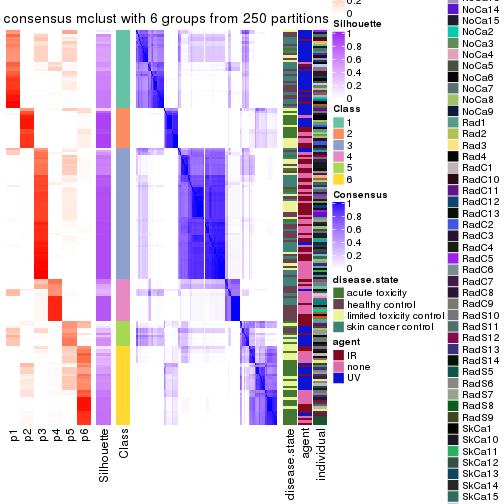 consensus mclust with 6 groups from 250 partitions
0.2
0
Silhouette
1
0.8
0.6
0.4
0.2
0
Class
1
2
3
4
5
6
Consensus
1
0.8
0.6
0.4
0.2
0
disease.state
acute toxicity
healthy control
limited toxicity control
skin cancer control
agent
IR
none
UV
NoCa14
NoCa15
NoCa2
NoCa3
NoCa4
NoCa5
NoCa6
NoCa7
NoCa8
NoCa9
Rad1
Rad2
Rad3
Rad4
RadC1
RadC10
RadC11
RadC12
RadC13
RadC2
RadC3
RadC4
RadC5
RadC6
RadC7
RadC8
RadC9
RadS10
RadS11
RadS12
RadS13
RadS14
RadS5
RadS6
RadS7
RadS8
RadS9
SkCa1
SkCa10
SkCa11
SkCa12
SkCa13
SkCa14
SkCa15
p1
p2
p3
p4
p5
p6
Silhouette
Class
disease.state
agent
individual